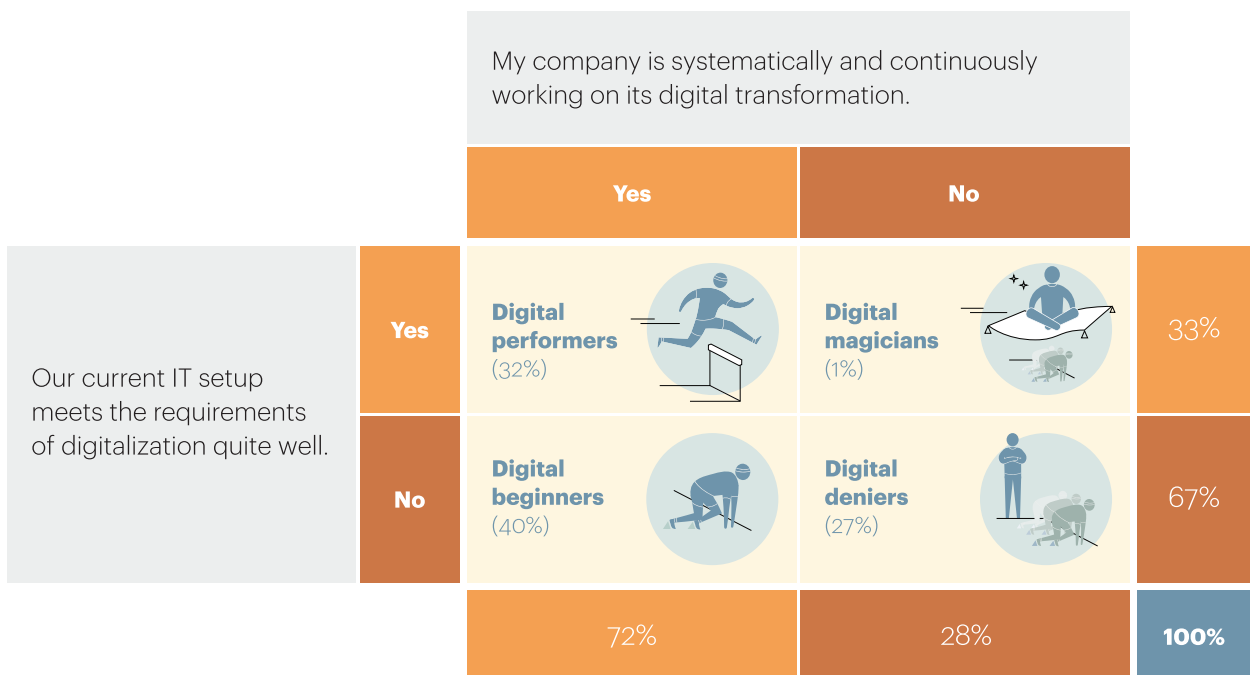 My company is systematically and continuously
working on its digital transformation.
Yes
No
Our current IT setup
meets the requirements
of digitalization quite well.
Yes
Digital
performers
(32%)
Digital
magicians
(1%)
33%
No
Digital
beginners
(40%)
Digital
deniers
(27%)
67%
72%
28%
100%